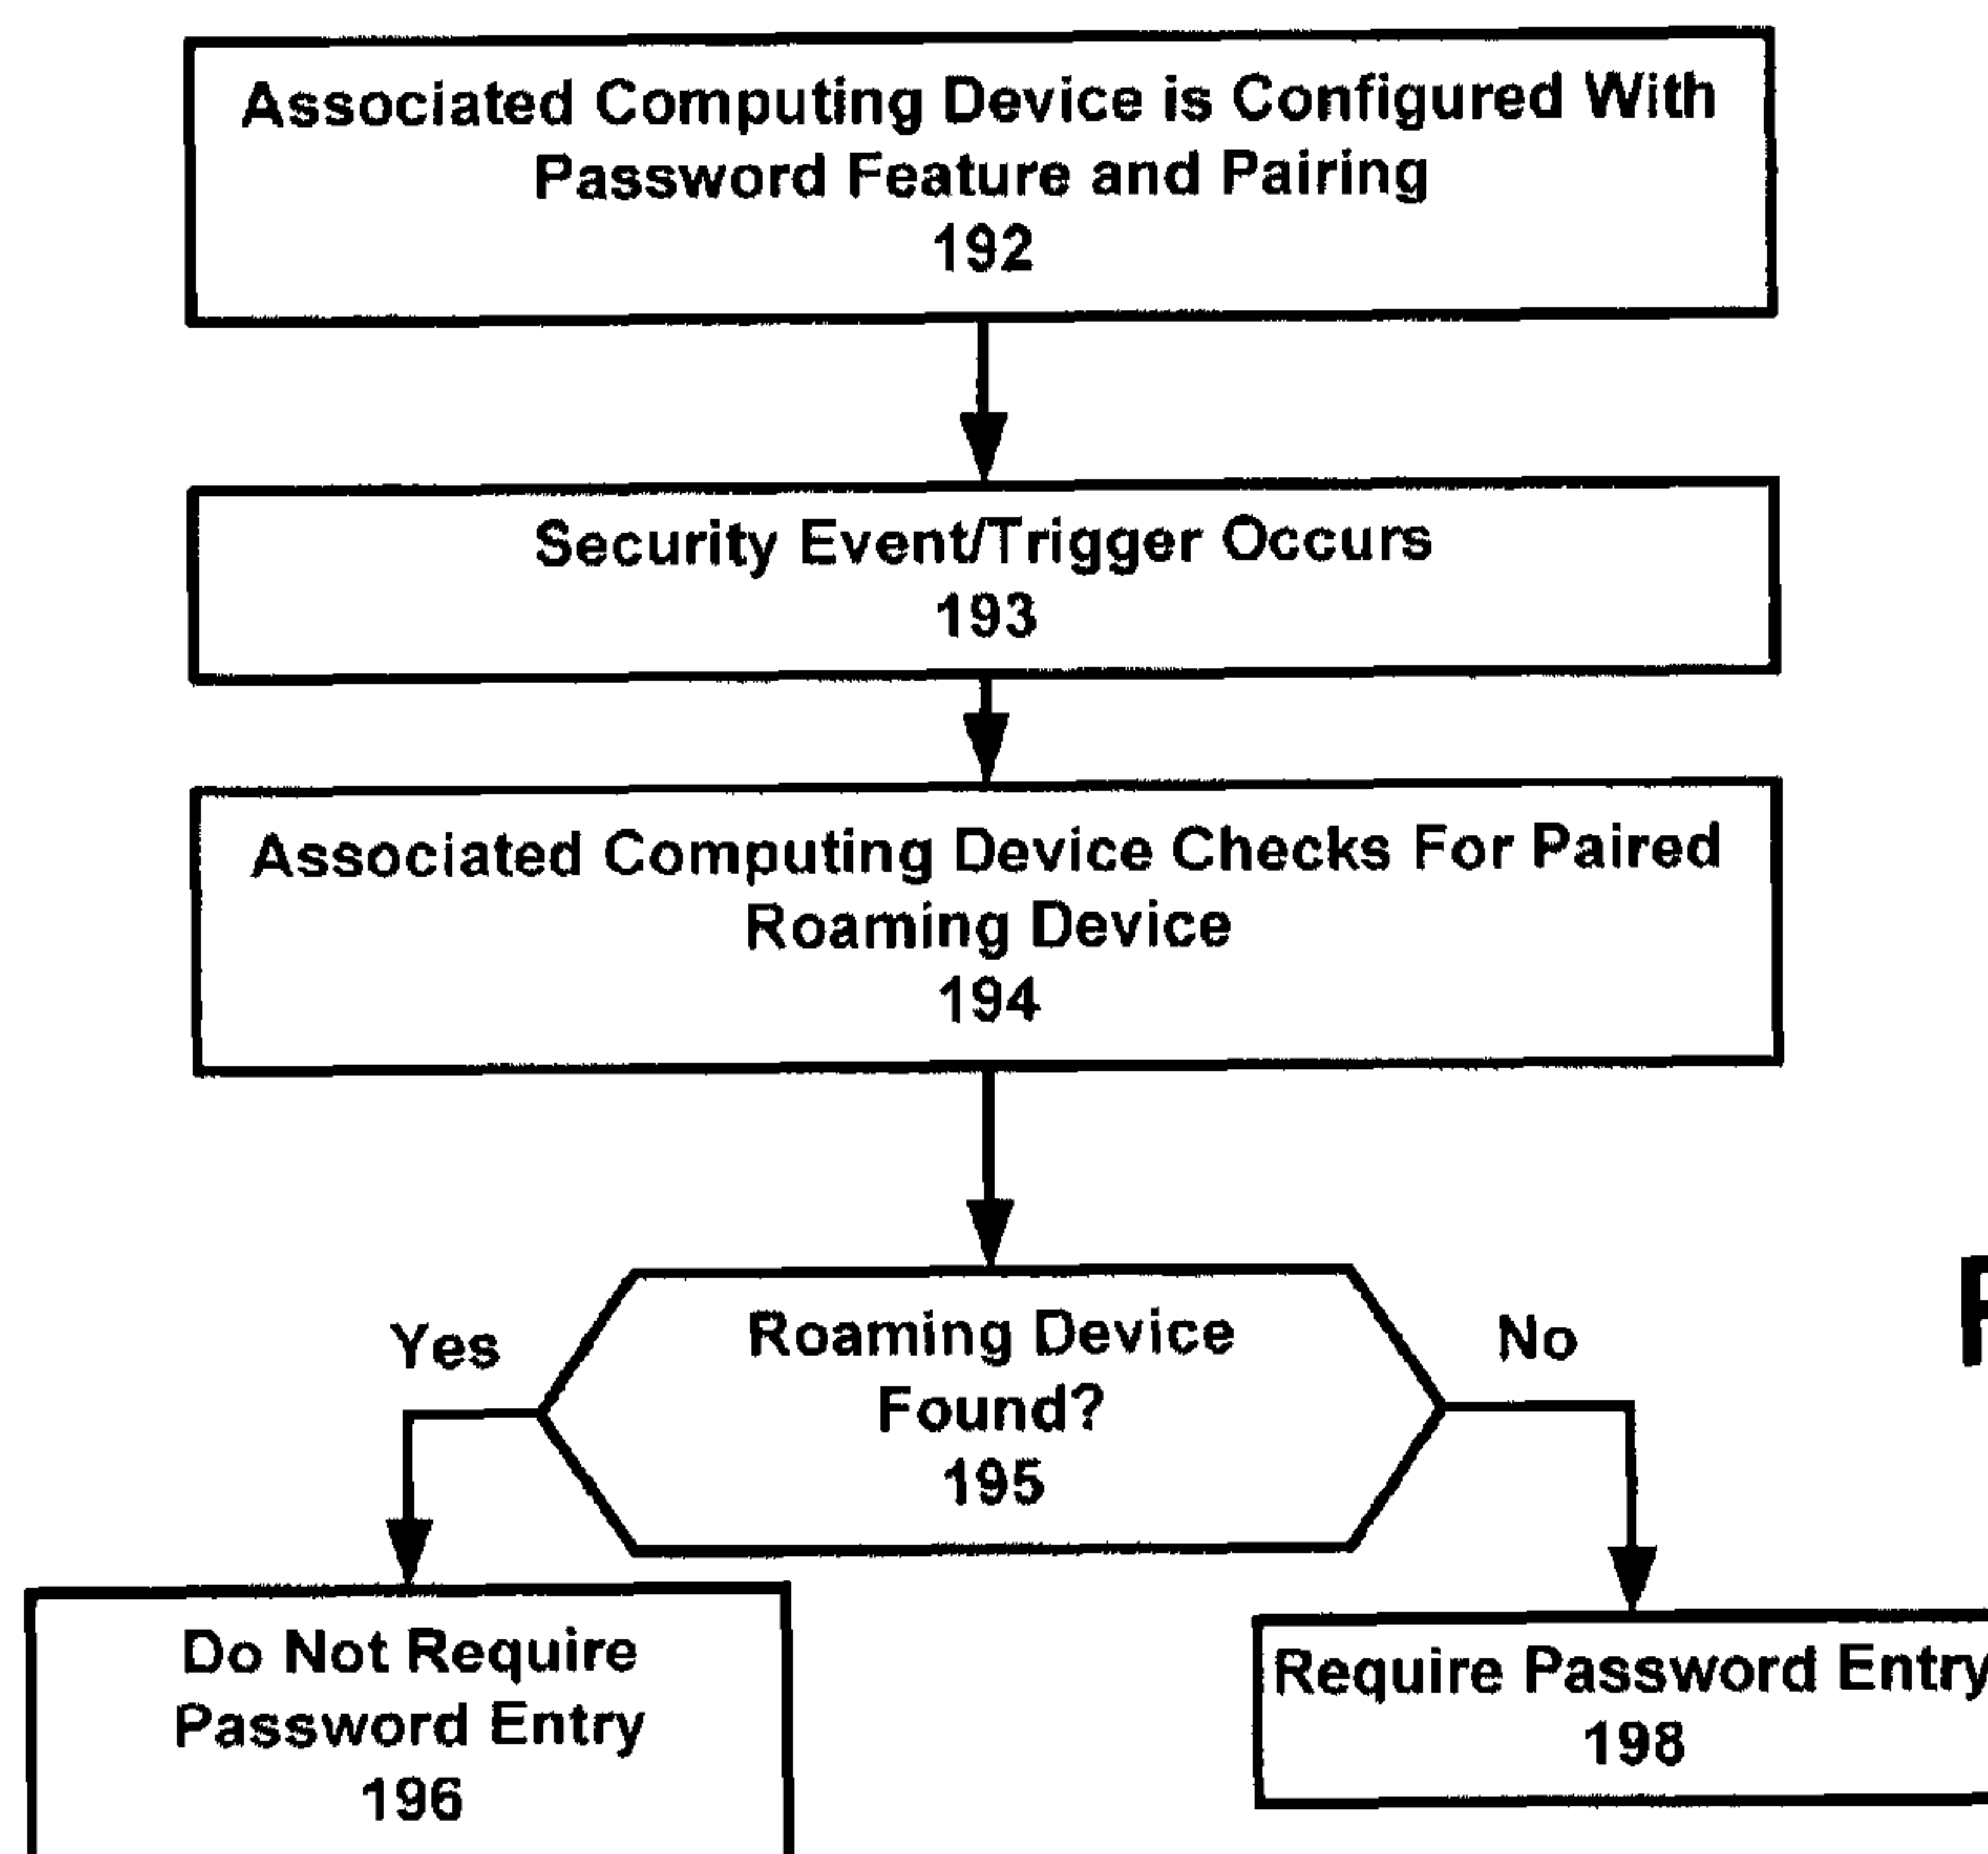 Associated Computing Device is Configured With
Password Feature and Pairing
192
Security Event/Trigger Occurs
193
Associated Computing Device Checks For Paired
Roaming Device
194
Yes
Roaming Device
Found?
195
No
Do Not Require
Password Entry
196
Require Password Entry
198